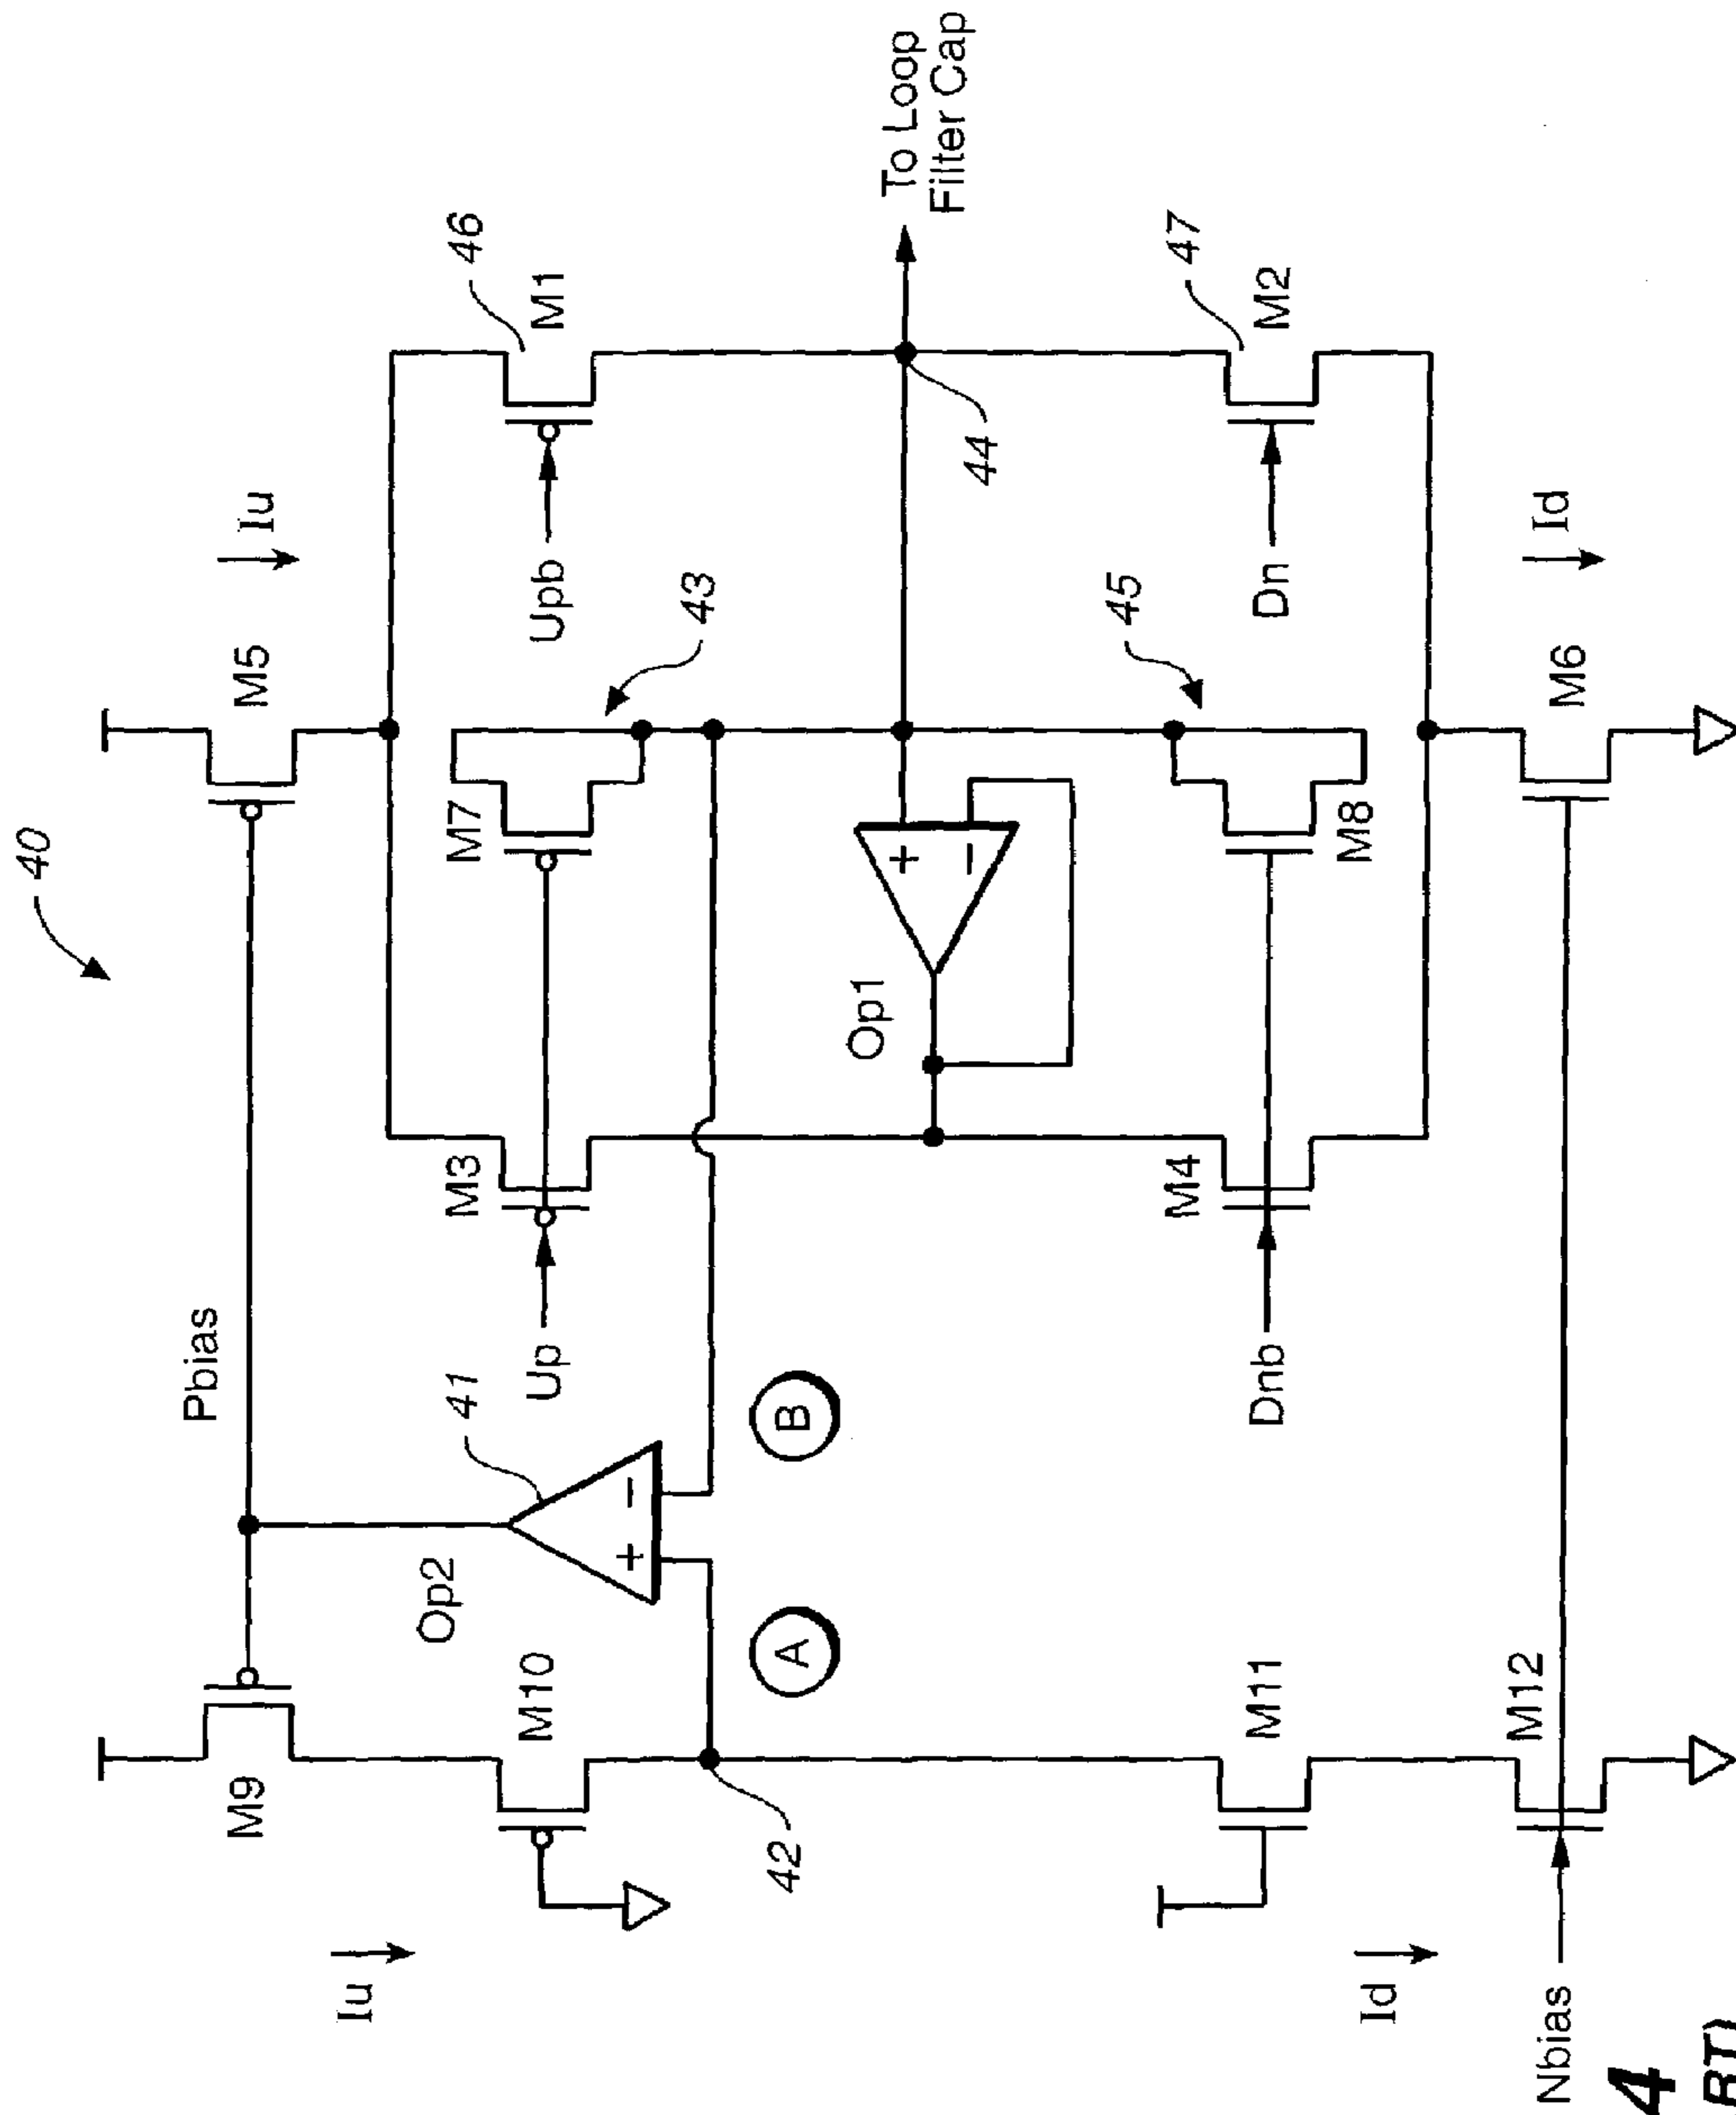 40
Pbias
M5
Iu
M9
Op2
41
M10
Iu
Up
M3
M7
43
Upb
46
M1
A
B
42
Op1
+
−
+
−
44
To Loop
Filter Cap
M11
Dnb
M4
M8
45
Dn
47
M2
Id
Nbias
M12
M6
Id
4